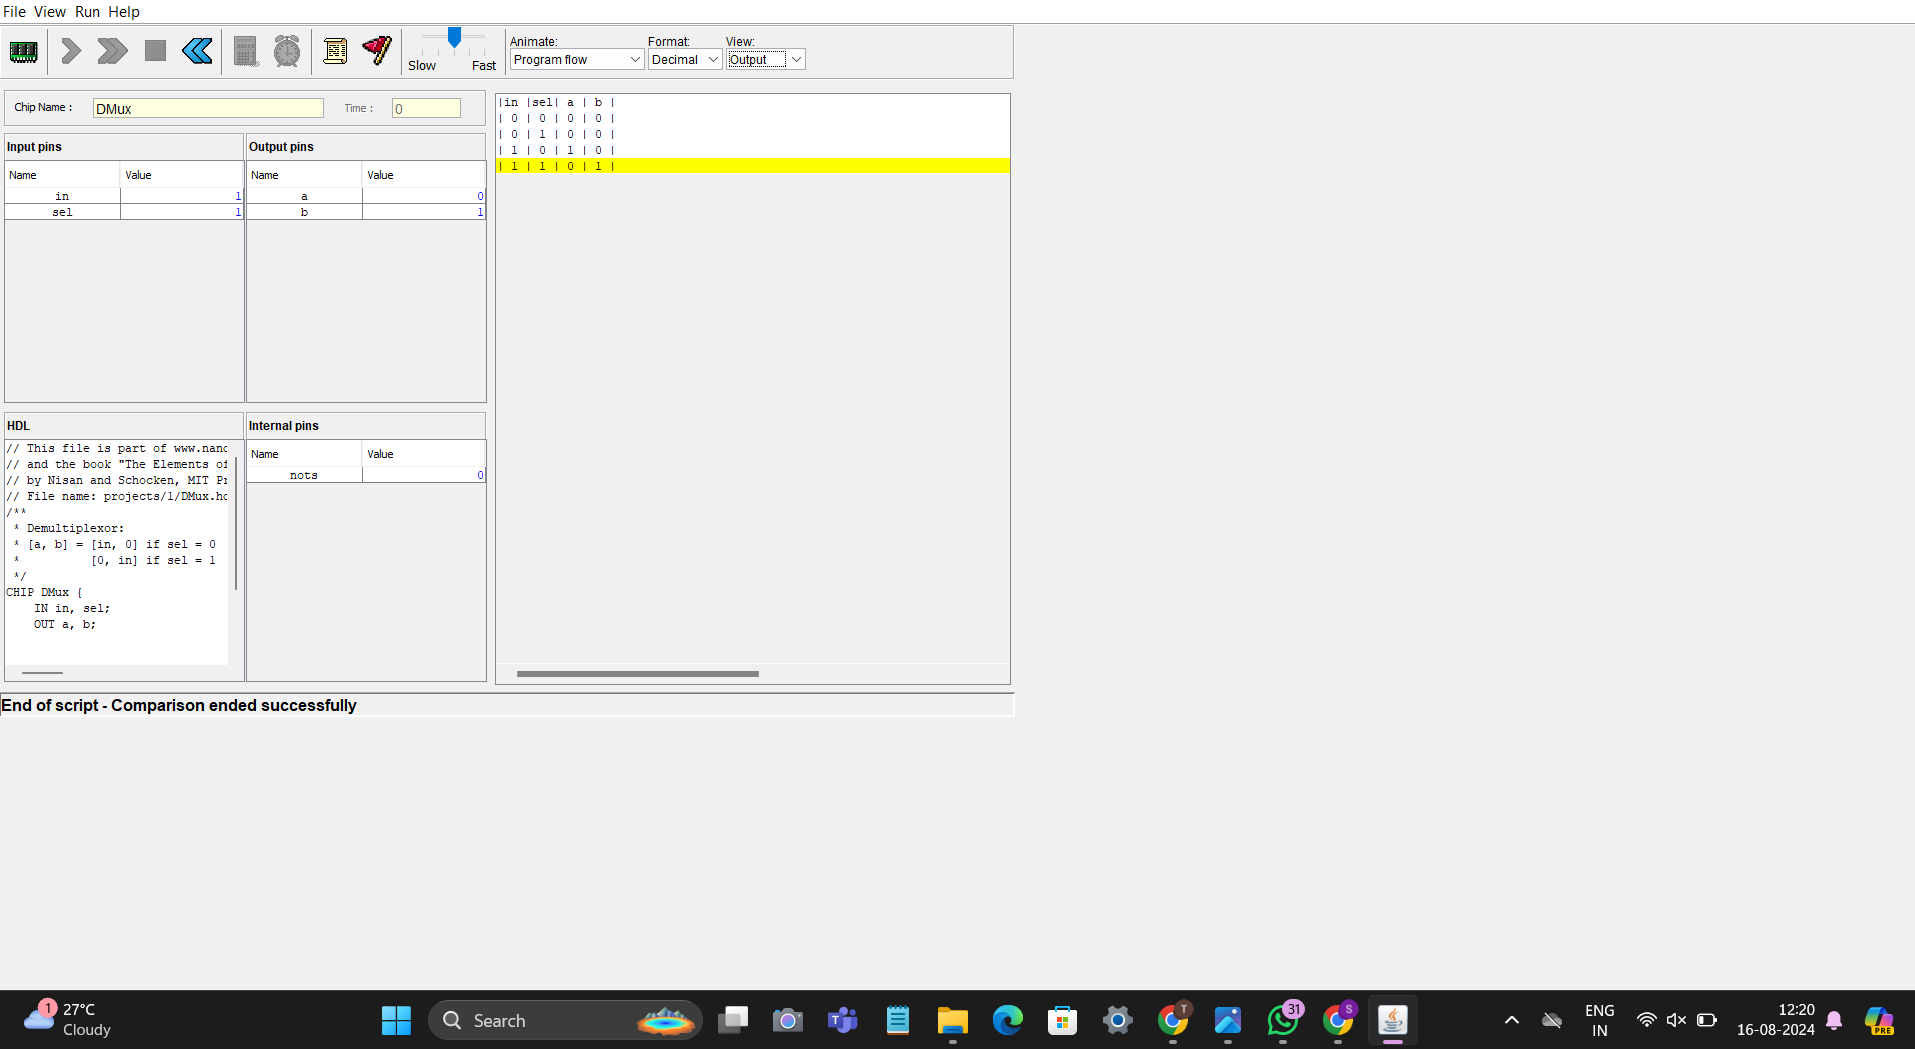 File View Run Help
Slow Fast
Animate: Format: View:
Program flow Decimal Output
Chip Name : DMux Time : 0
Input pins
Name Value
in 1
sel 1
Output pins
Name Value
a 0
b 1
|in |sel| a | b |
| 0 | 0 | 0 | 0 |
| 0 | 1 | 0 | 0 |
| 1 | 0 | 1 | 0 |
| 1 | 1 | 0 | 1 |
HDL
// This file is part of www.nanc
// and the book "The Elements of
// by Nisan and Schocken, MIT Pr
// File name: projects/1/DMux.hc
/**
* Demultiplexor:
* [a, b] = [in, 0] if sel = 0
* [0, in] if sel = 1
*/
CHIP DMux {
IN in, sel;
OUT a, b;
Internal pins
Name Value
nots 0
End of script - Comparison ended successfully
1
27°C
Cloudy
Search
T
T
31
S
ENG
IN
12:20
16-08-2024
PRE